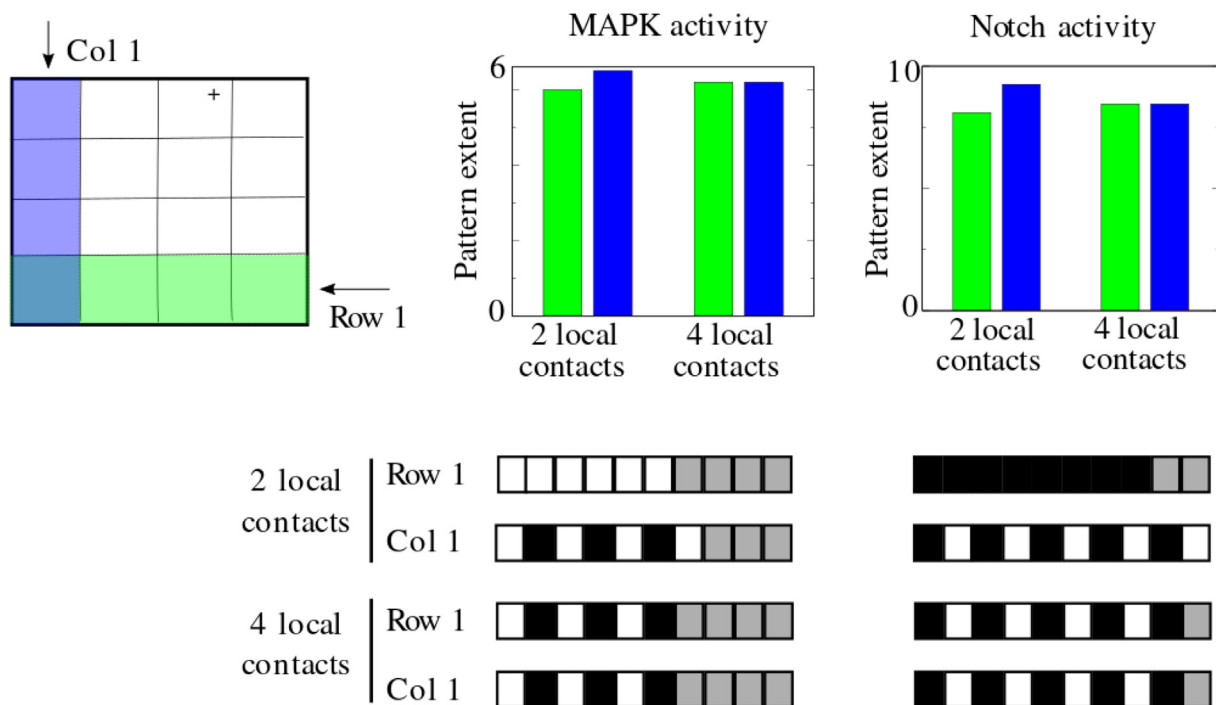 Col 1
+
Row 1
MAPK activity
Pattern extent
6
0
2 local
contacts
4 local
contacts
Notch activity
Pattern extent
10
0
2 local
contacts
4 local
contacts
2 local
contacts
Row 1
Col 1
4 local
contacts
Row 1
Col 1